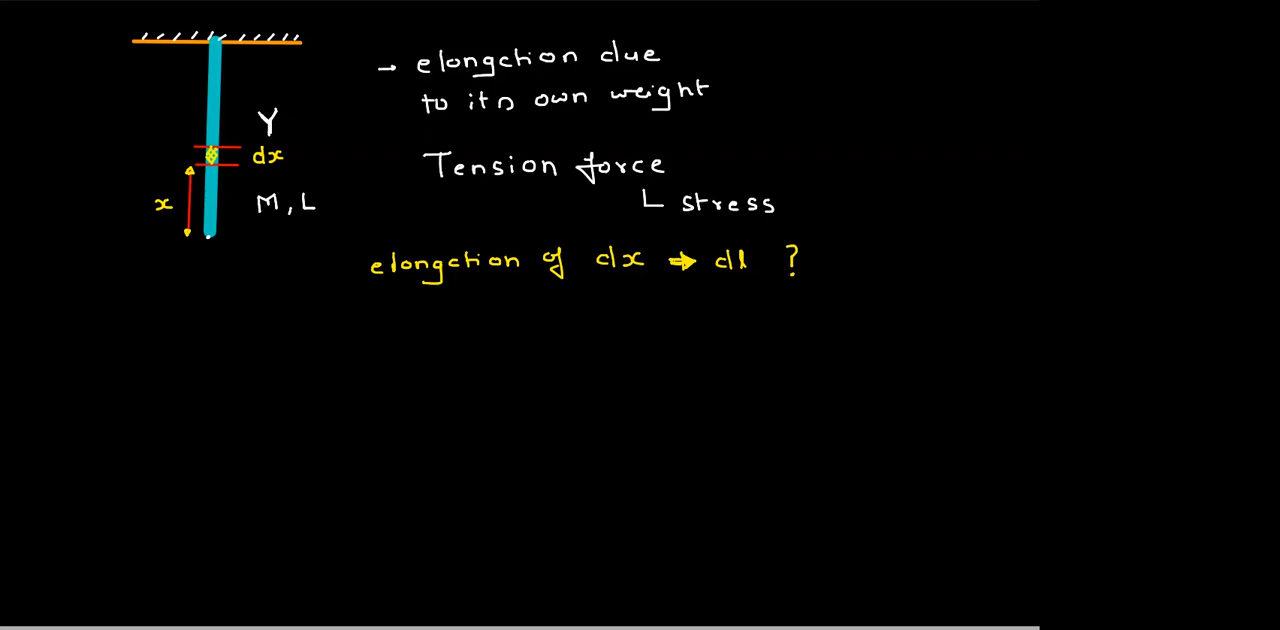 → elongation due
to its own weight
Y
dx
Tension force
x
M, L
└ stress
elongation of dx → dl ?